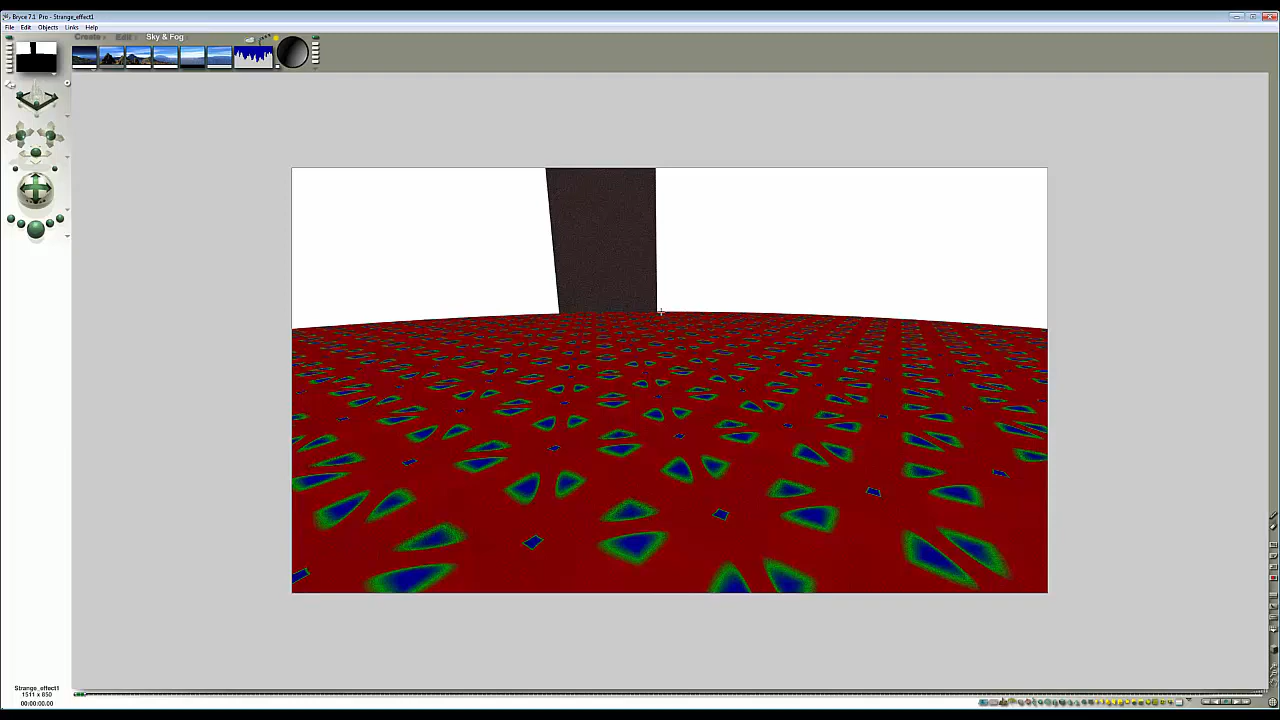 Bryce 7.1 Pro - Strange_effect1
File Edit Objects Links Help
Create Edit Sky & Fog
Strange_effect1
1511 x 850
00:00:00.00